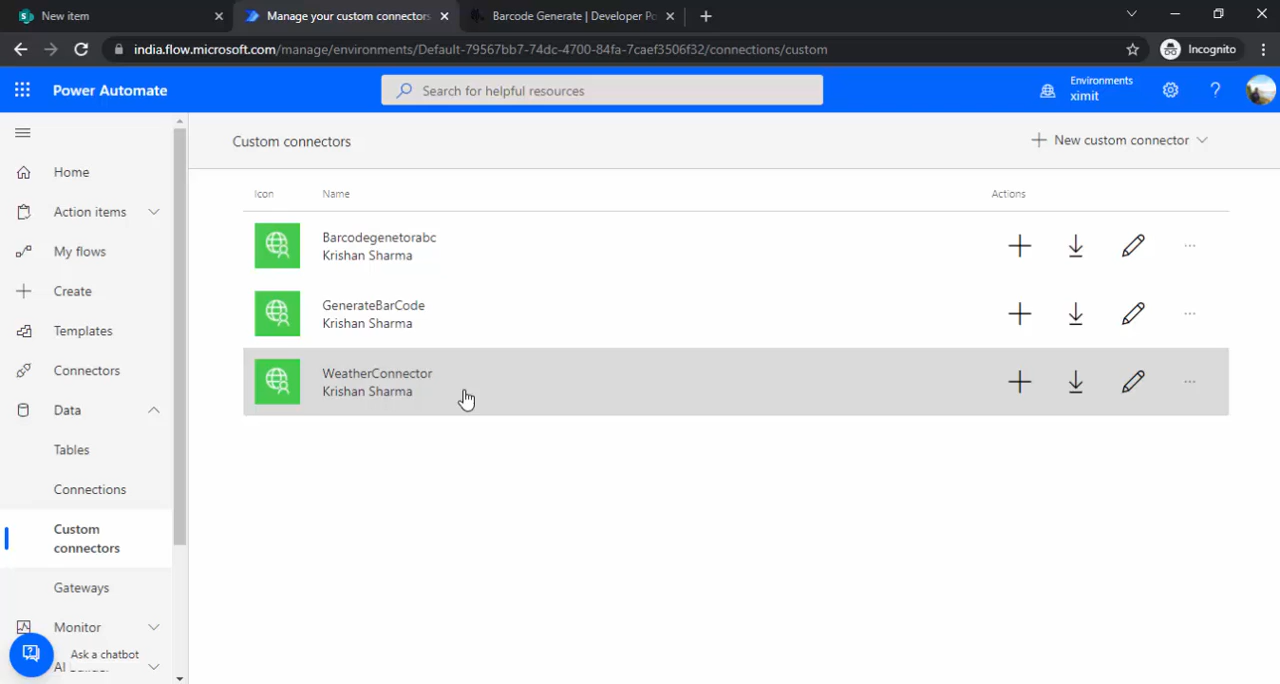 New item
Manage your custom connectors
Barcode Generate | Developer Po
india.flow.microsoft.com/manage/environments/Default-79567bb7-74dc-4700-84fa-7caef3506f32/connections/custom
Incognito
Power Automate
Search for helpful resources
Environments
ximit
Custom connectors
New custom connector
Icon Name Actions
Home
Action items
My flows
Create
Templates
Connectors
Data
Tables
Connections
Custom
connectors
Gateways
Monitor
Ask a chatbot
AI Builder
Barcodegenetorabc
Krishan Sharma
GenerateBarCode
Krishan Sharma
WeatherConnector
Krishan Sharma